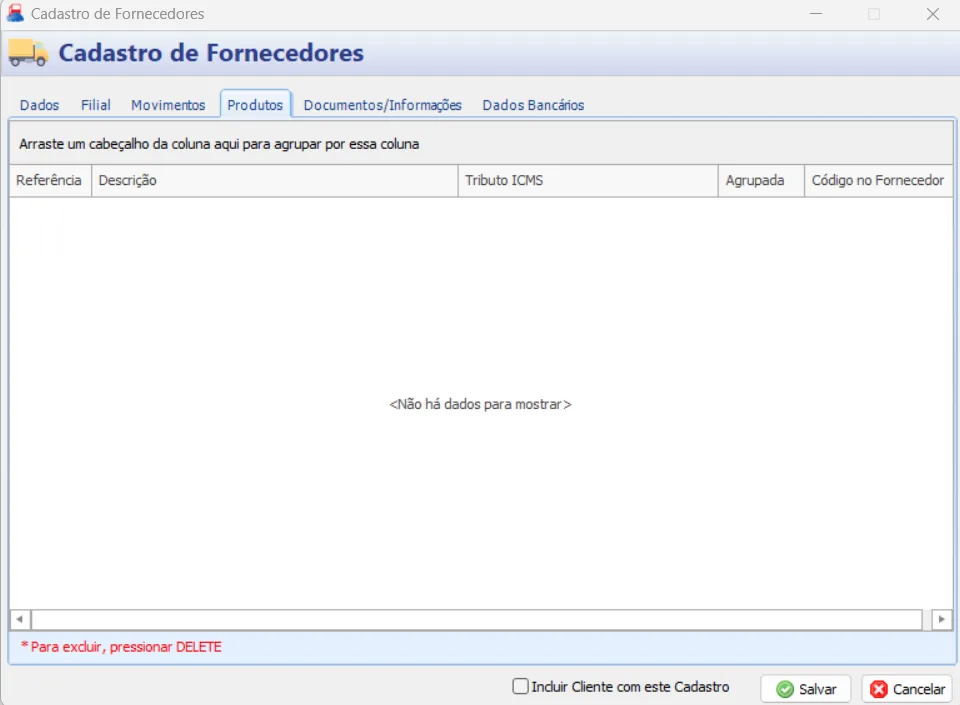 Cadastro de Fornecedores
Cadastro de Fornecedores
Dados Filial Movimentos Produtos Documentos/Informações Dados Bancários
Arraste um cabeçalho da coluna aqui para agrupar por essa coluna
Referência Descrição Tributo ICMS Agrupada Código no Fornecedor
<Não há dados para mostrar>
* Para excluir, pressionar DELETE
Incluir Cliente com este Cadastro Salvar Cancelar